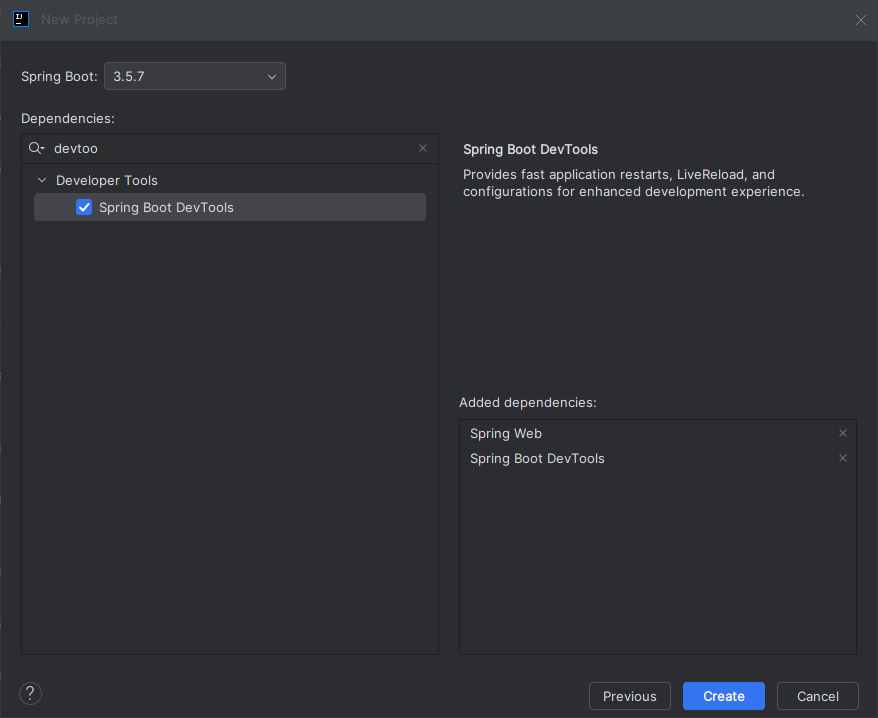 New Project
Spring Boot: 3.5.7
Dependencies:
devtoo
Developer Tools
Spring Boot DevTools
Spring Boot DevTools
Provides fast application restarts, LiveReload, and
configurations for enhanced development experience.
Added dependencies:
Spring Web
Spring Boot DevTools
?
Previous
Create
Cancel